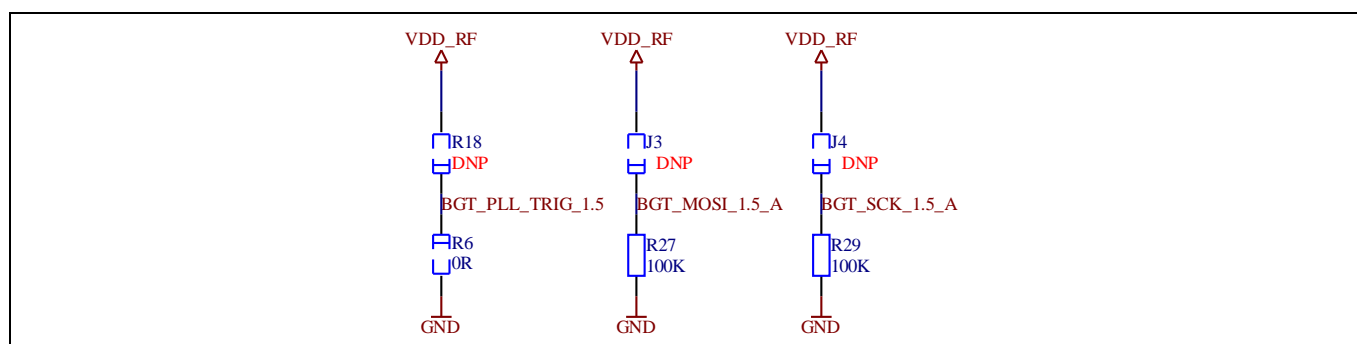 VDD_RF VDD_RF VDD_RF
R18 J3 J4
DNP DNP DNP
BGT_PLL_TRIG_1.5 BGT_MOSI_1.5_A BGT_SCK_1.5_A
R6 R27 R29
0R 100K 100K
GND GND GND